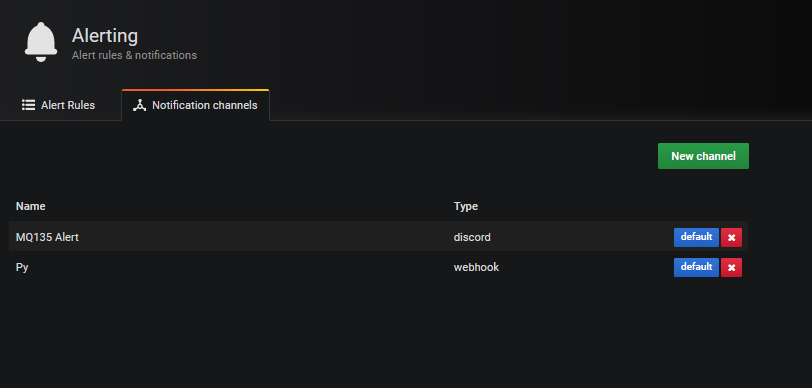 Alerting
Alert rules & notifications
Alert Rules
Notification channels
New channel
Name Type
MQ135 Alert discord default
Py webhook default